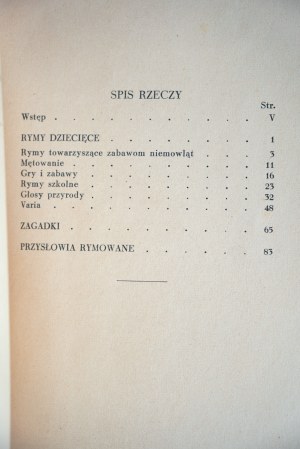 SPIS RZECZY
Str.
Wstęp . . . . . . . . . . V
RYMY DZIECIĘCE . . . . . . . 1
Rymy towarzyszące zabawom niemowląt . . . 3
Mętowanie . . . . . . . . . 11
Gry i zabawy . . . . . . . . 16
Rymy szkolne . . . . . . . . 23
Głosy przyrody . . . . . . . . 32
Varia . . . . . . . . . . 48
ZAGADKI . . . . . . . . . 65
PRZYSŁOWIA RYMOWANE . . . . . 83